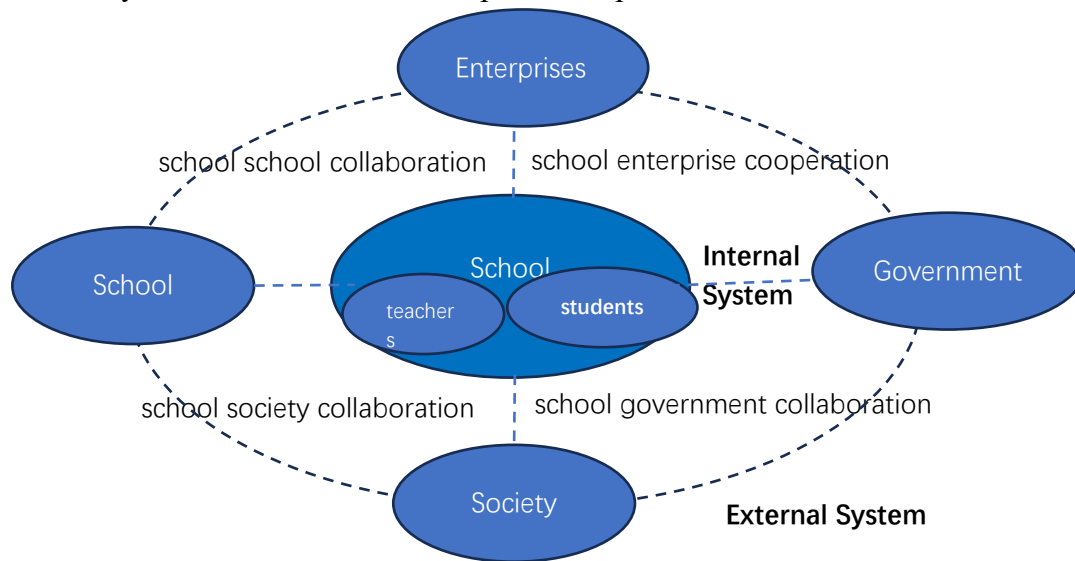 Enterprises
school school collaboration
school enterprise cooperation
School
School
Internal
System
Government
teacher
s
students
school society collaboration
school government collaboration
Society
External System